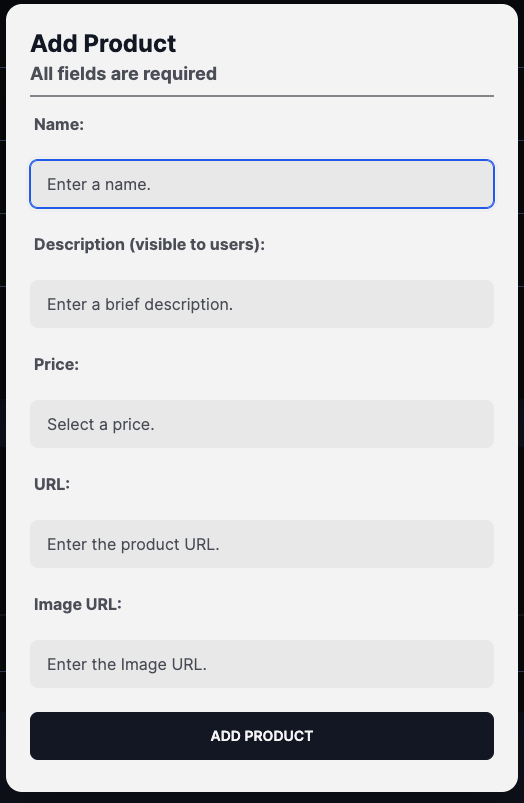 Add Product
All fields are required
Name:
Enter a name.
Description (visible to users):
Enter a brief description.
Price:
Select a price.
URL:
Enter the product URL.
Image URL:
Enter the Image URL.
ADD PRODUCT